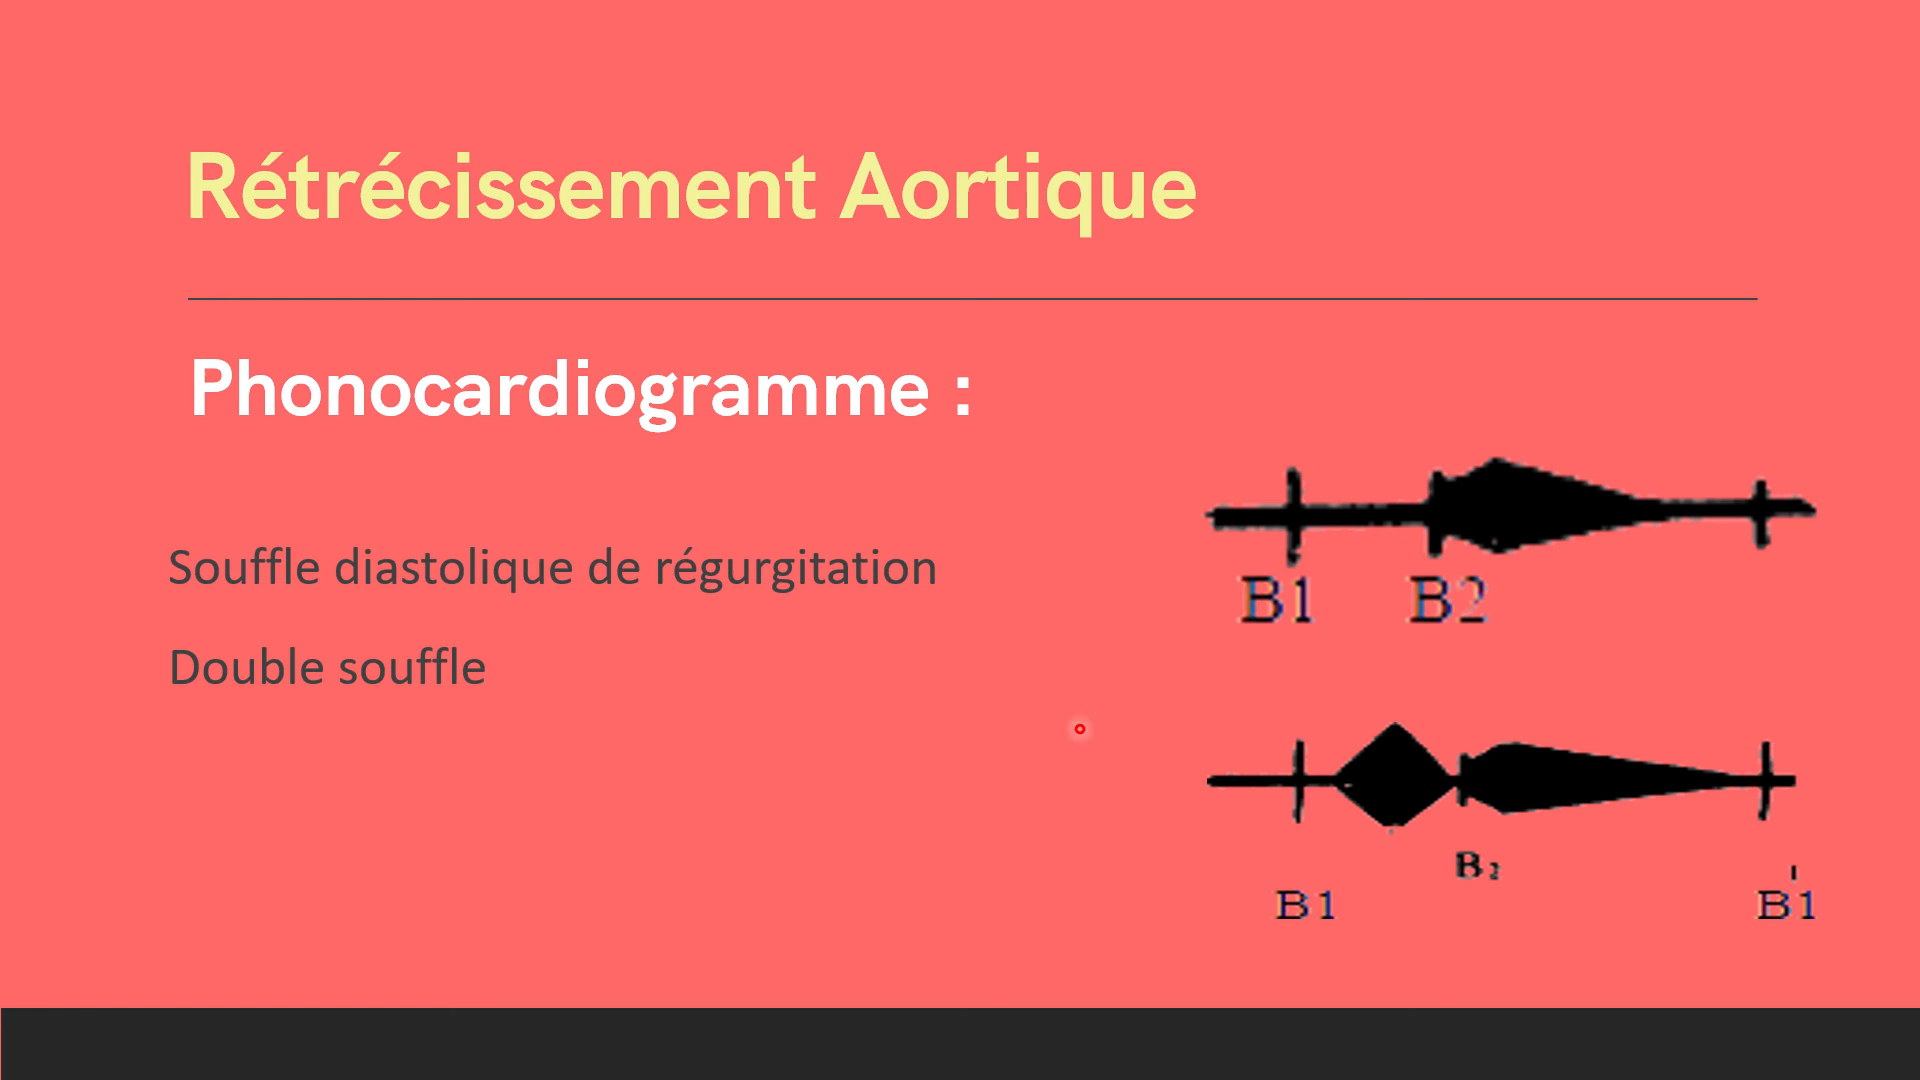 Rétrécissement Aortique
Phonocardiogramme :
Souffle diastolique de régurgitation
Double souffle
B1 B2
B2
B1 B1